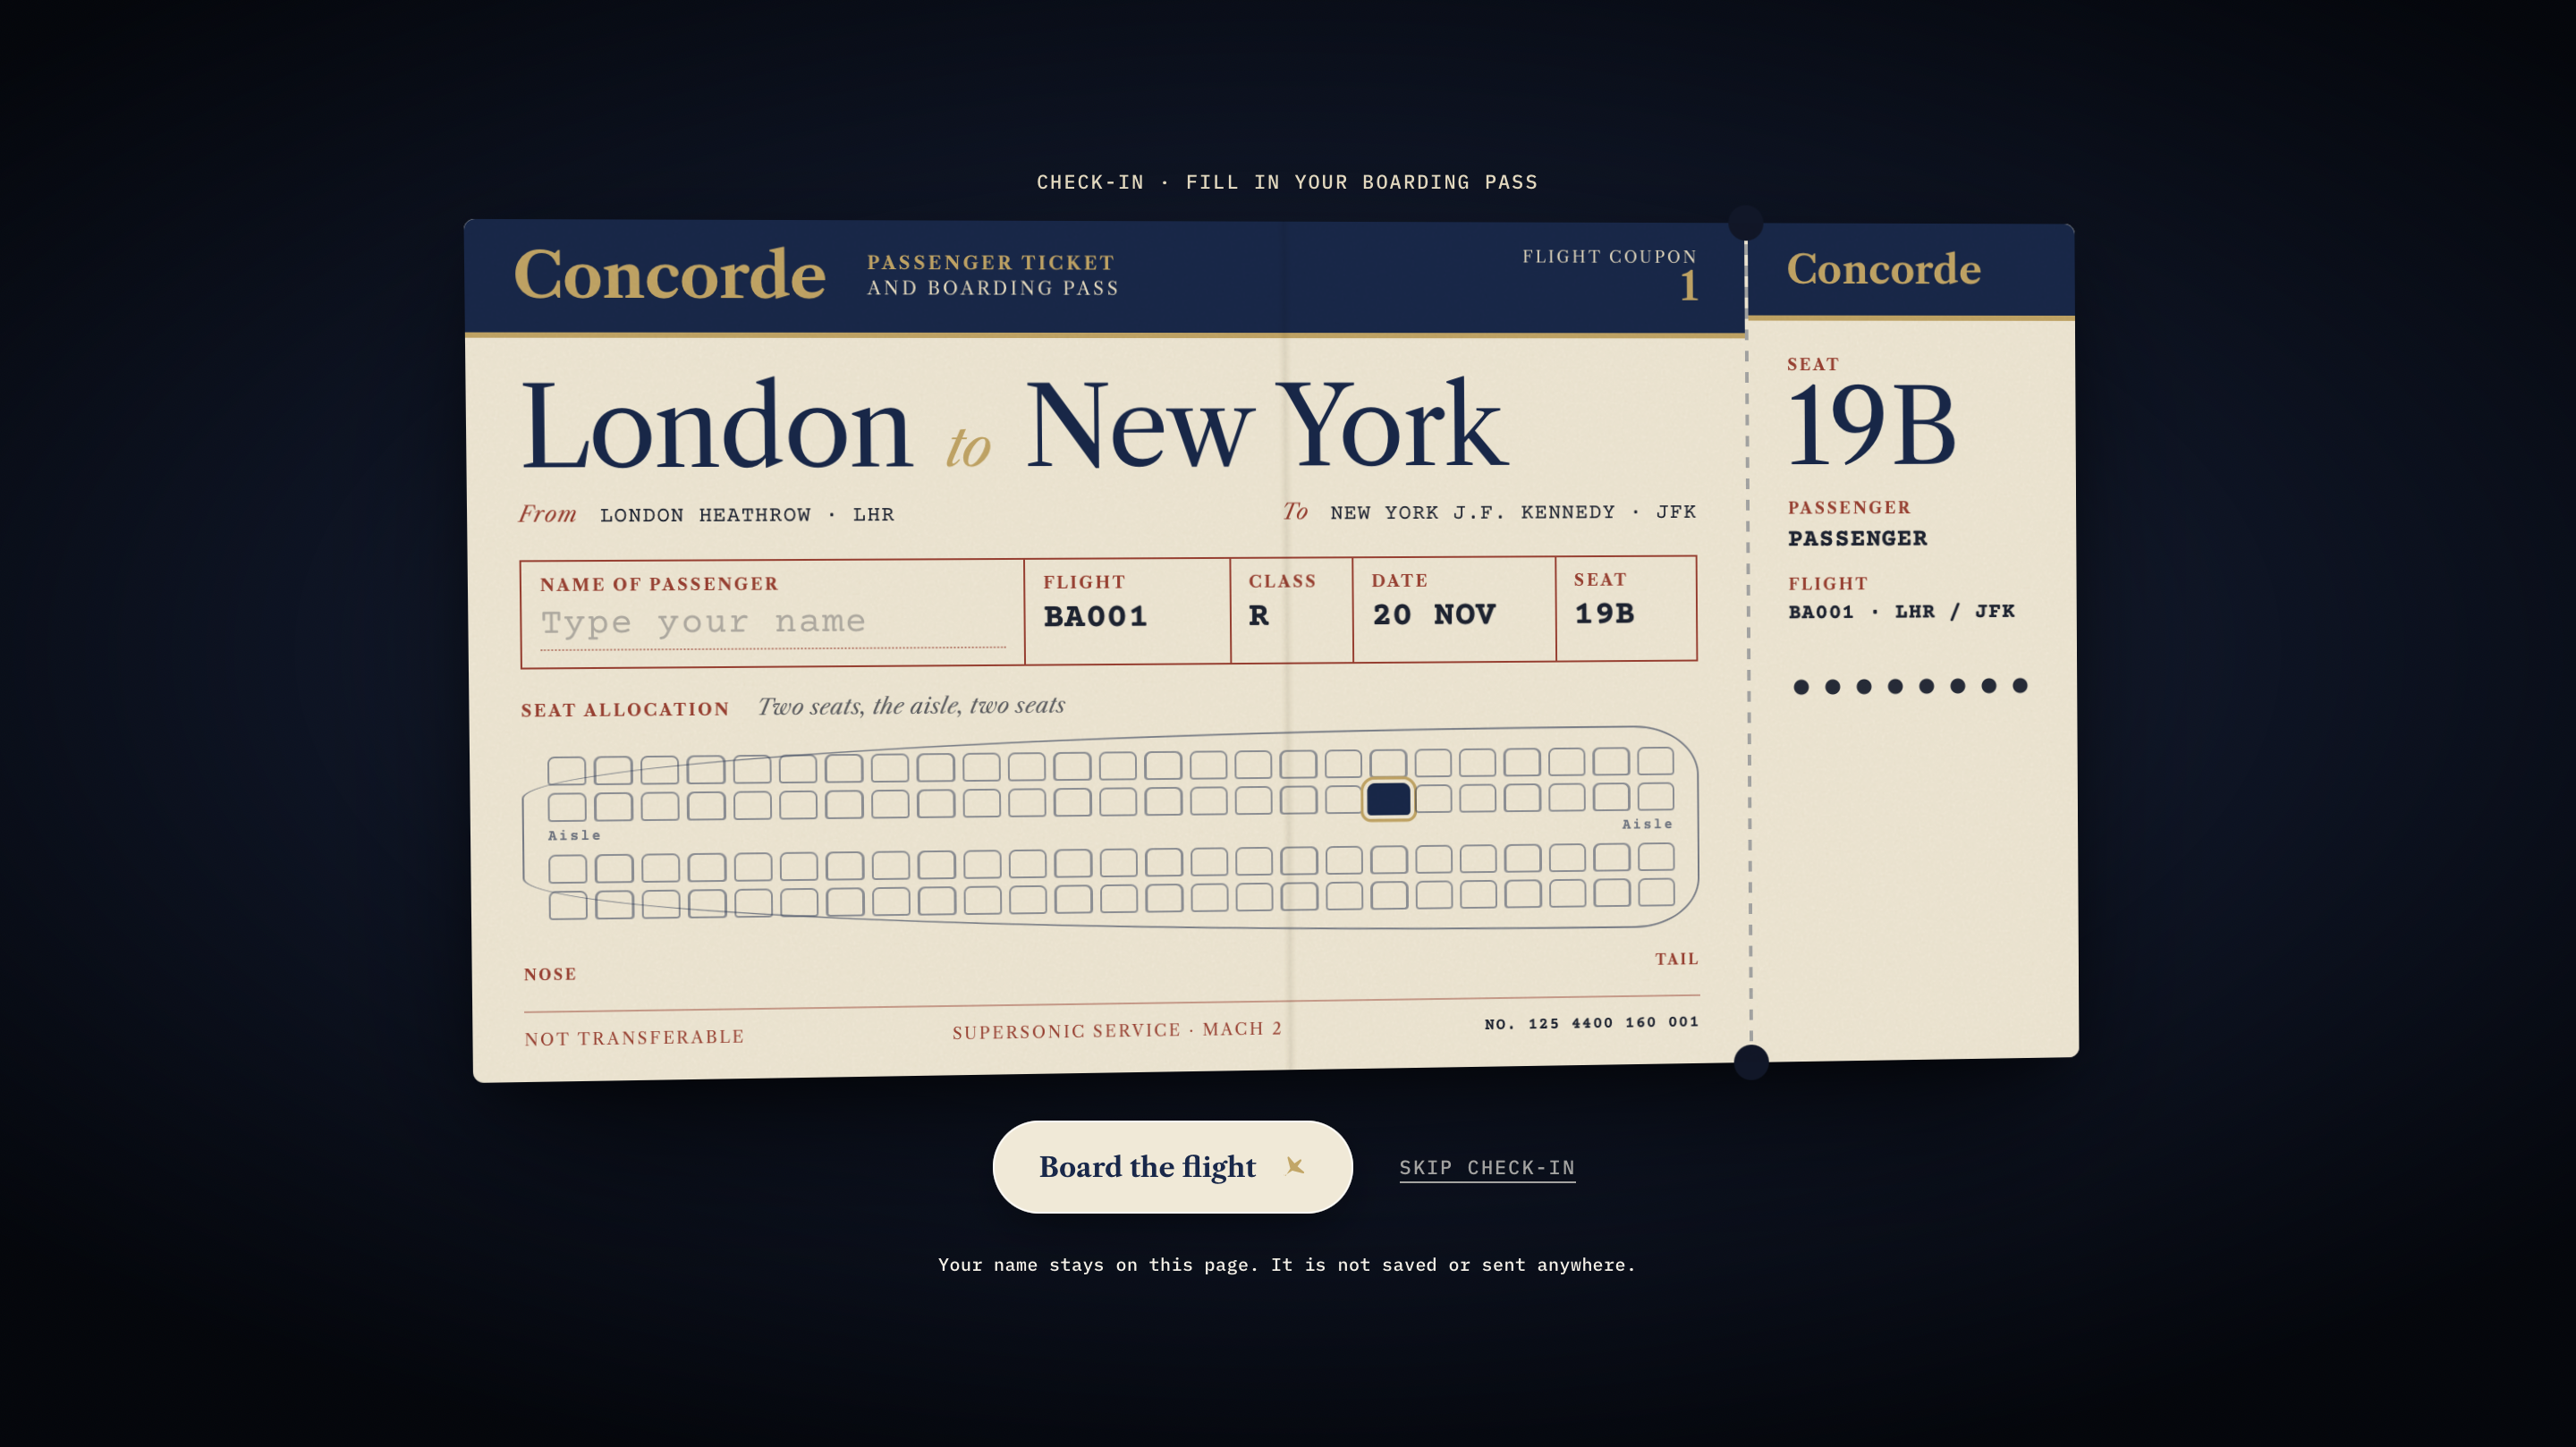 CHECK-IN · FILL IN YOUR BOARDING PASS
Concorde
PASSENGER TICKET
AND BOARDING PASS
FLIGHT COUPON
1
London to New York
From LONDON HEATHROW · LHR
To NEW YORK J.F. KENNEDY · JFK
NAME OF PASSENGER
Type your name
FLIGHT
BA001
CLASS
R
DATE
20 NOV
SEAT
19B
SEAT ALLOCATION Two seats, the aisle, two seats
Aisle
Aisle
NOSE
TAIL
NOT TRANSFERABLE
SUPERSONIC SERVICE · MACH 2
NO. 125 4400 160 001
Concorde
SEAT
19B
PASSENGER
PASSENGER
FLIGHT
BA001 · LHR / JFK
Board the flight
SKIP CHECK-IN
Your name stays on this page. It is not saved or sent anywhere.